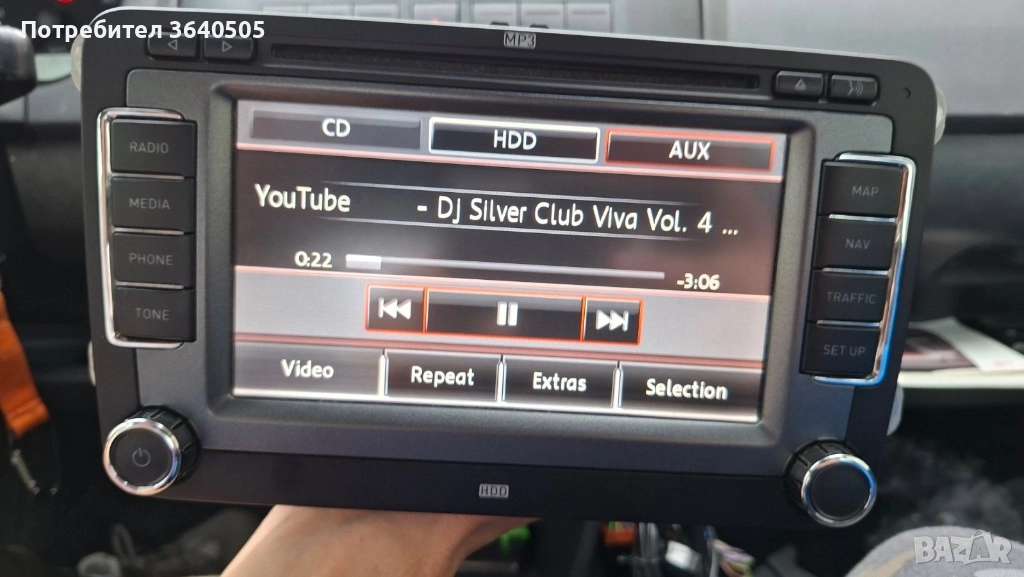 Потребител 3640505
MP3
CD
HDD
AUX
YouTube - DJ Silver Club Viva Vol. 4 ...
0:22
-3:06
Video
Repeat
Extras
Selection
RADIO
MEDIA
PHONE
TONE
MAP
NAV
TRAFFIC
SET UP
HDD
BAZAR